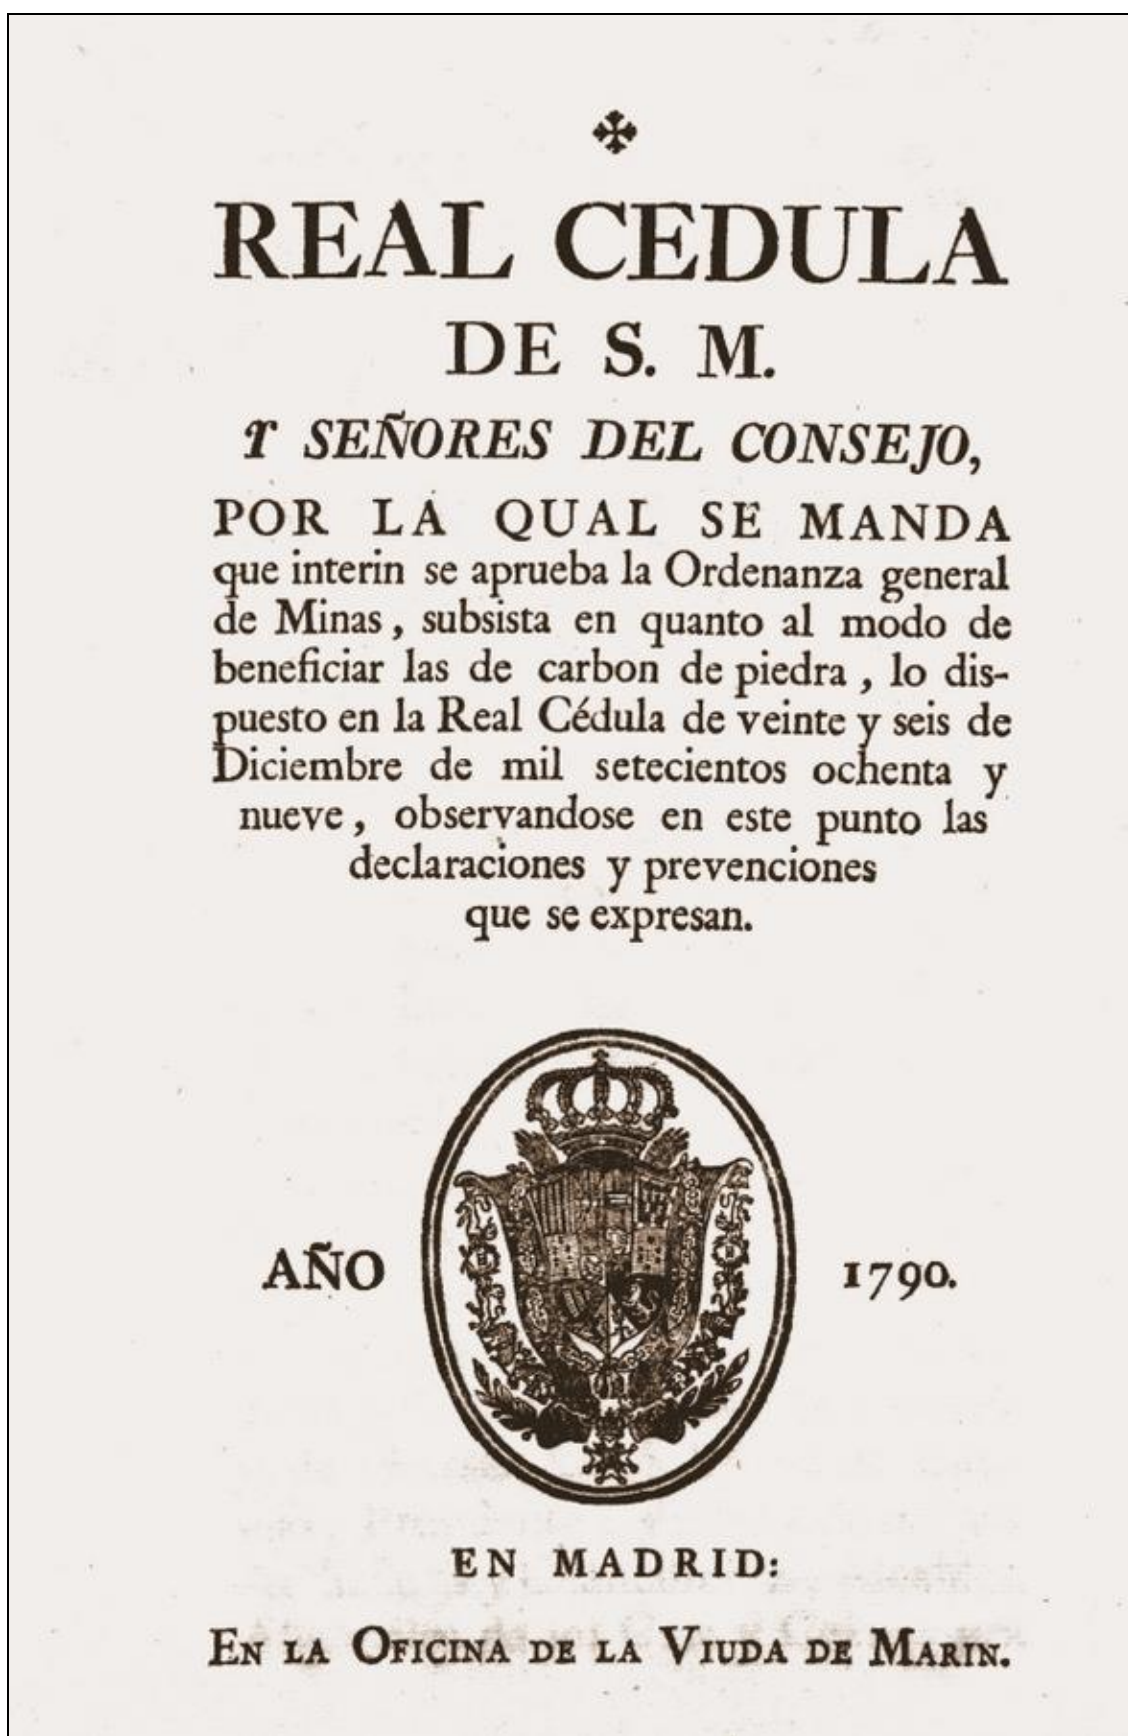 REAL CEDULA
DE S. M.
Y SEÑORES DEL CONSEJO,
POR LA QUAL SE MANDA
que interin se aprueba la Ordenanza general
de Minas, subsista en quanto al modo de
beneficiar las de carbon de piedra, lo dis-
puesto en la Real Cédula de veinte y seis de
Diciembre de mil setecientos ochenta y
nueve, observandose en este punto las
declaraciones y prevenciones
que se expresan.
AÑO 1790.
EN MADRID:
EN LA OFICINA DE LA VIUDA DE MARIN.